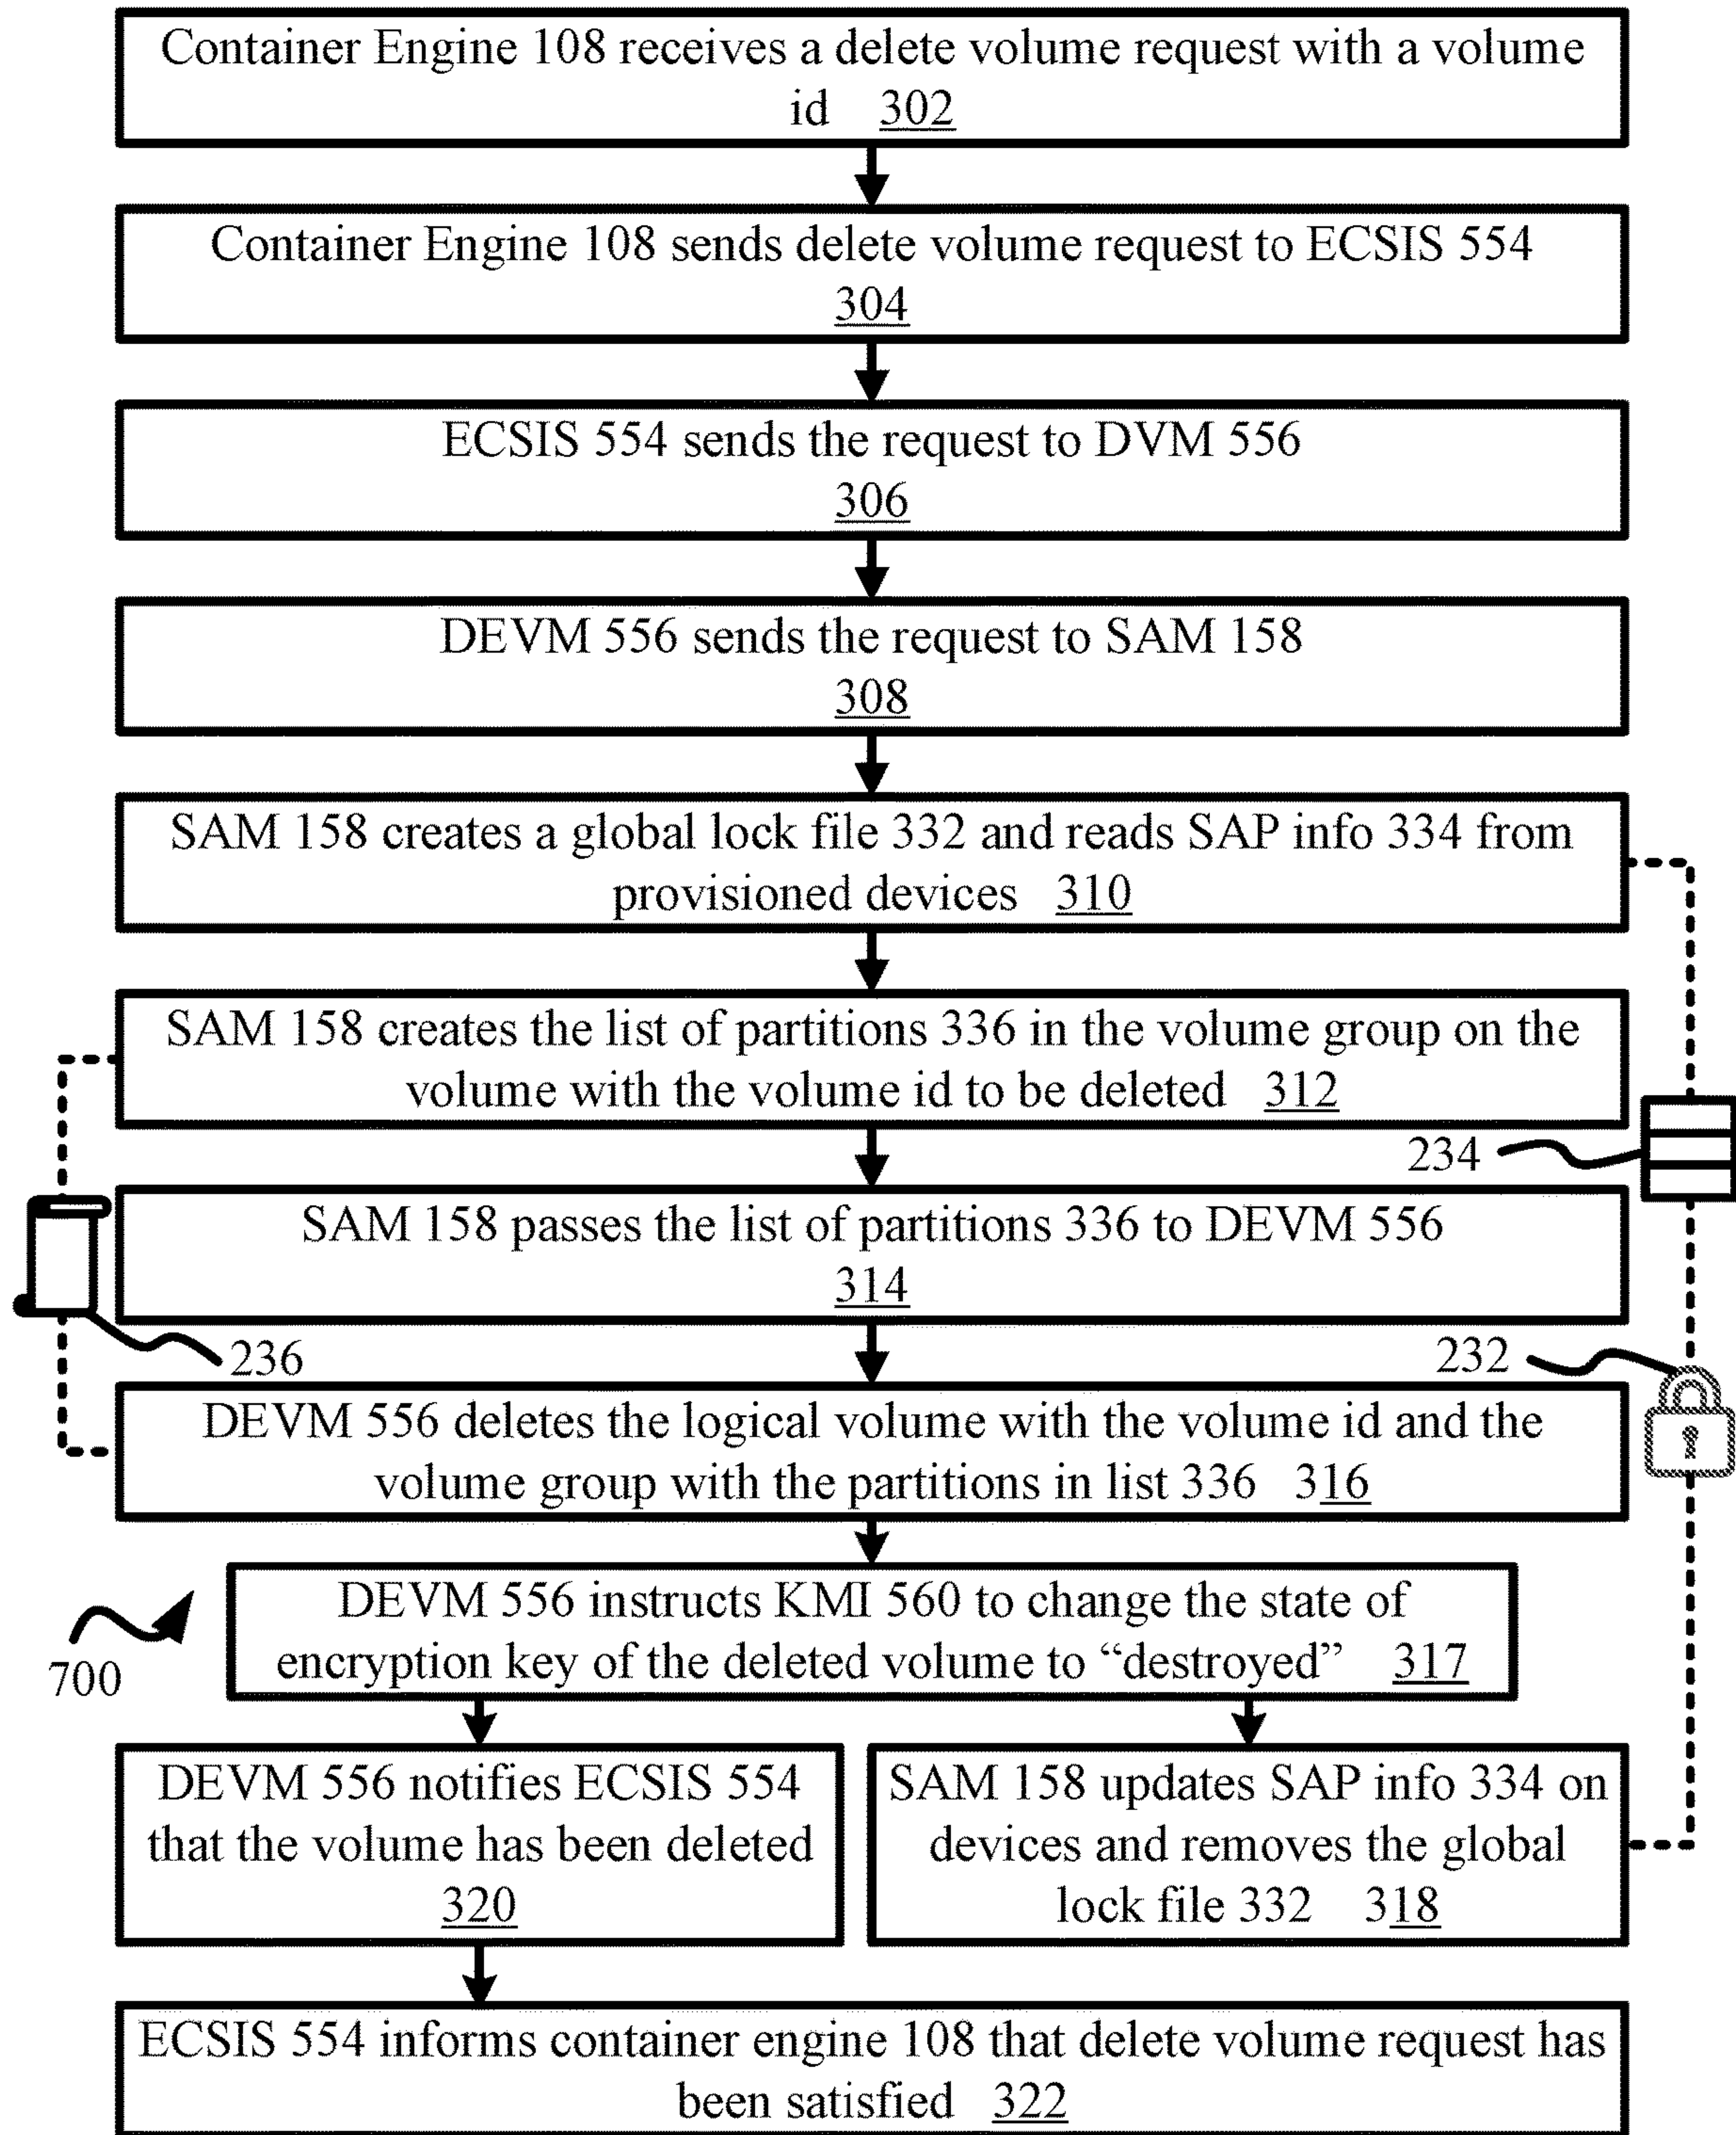 Container Engine 108 receives a delete volume request with a volume
id 302
Container Engine 108 sends delete volume request to ECSIS 554
304
ECSIS 554 sends the request to DVM 556
306
DEVM 556 sends the request to SAM 158
308
SAM 158 creates a global lock file 332 and reads SAP info 334 from
provisioned devices 310
SAM 158 creates the list of partitions 336 in the volume group on the
volume with the volume id to be deleted 312
234
SAM 158 passes the list of partitions 336 to DEVM 556
314
236
232
DEVM 556 deletes the logical volume with the volume id and the
volume group with the partitions in list 336 316
DEVM 556 instructs KMI 560 to change the state of
encryption key of the deleted volume to “destroyed” 317
700
DEVM 556 notifies ECSIS 554
that the volume has been deleted
320
SAM 158 updates SAP info 334 on
devices and removes the global
lock file 332 318
ECSIS 554 informs container engine 108 that delete volume request has
been satisfied 322